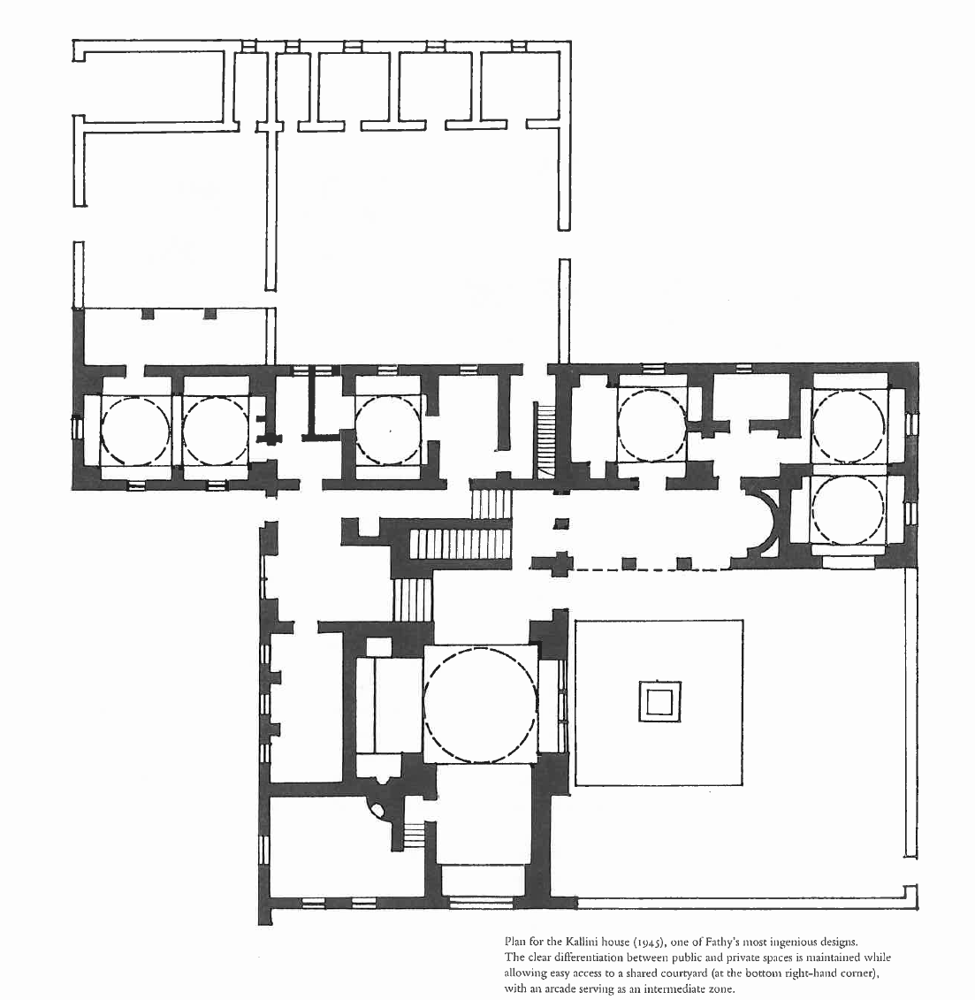 Plan for the Kallini house (1945), one of Fathy's most ingenious designs.
The clear differentiation between public and private spaces is maintained while
allowing easy access to a shared courtyard (at the bottom right-hand corner),
with an arcade serving as an intermediate zone.